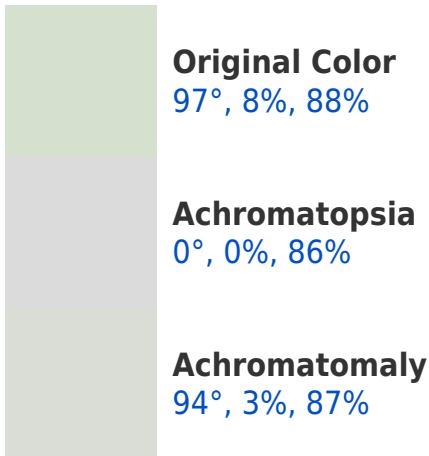 Original Color
97°, 8%, 88%
Achromatopsia
0°, 0%, 86%
Achromatomaly
94°, 3%, 87%